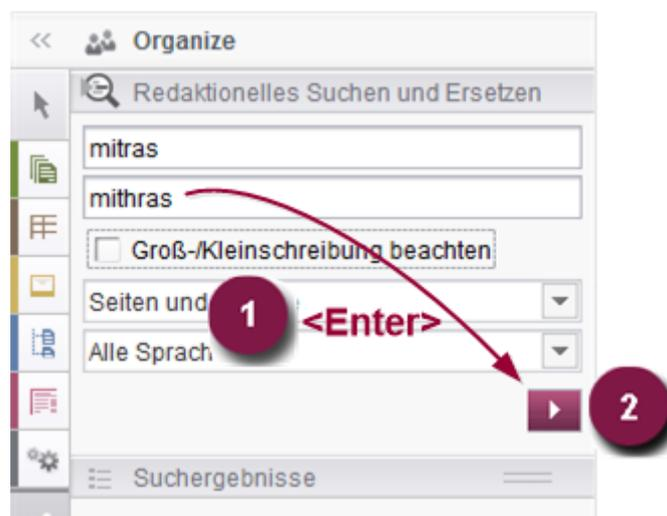 Organize
Redaktionelles Suchen und Ersetzen
mitras
mithras
Groß-/Kleinschreibung beachten
Seiten und
1
<Enter>
Alle Sprach
2
Suchergebnisse